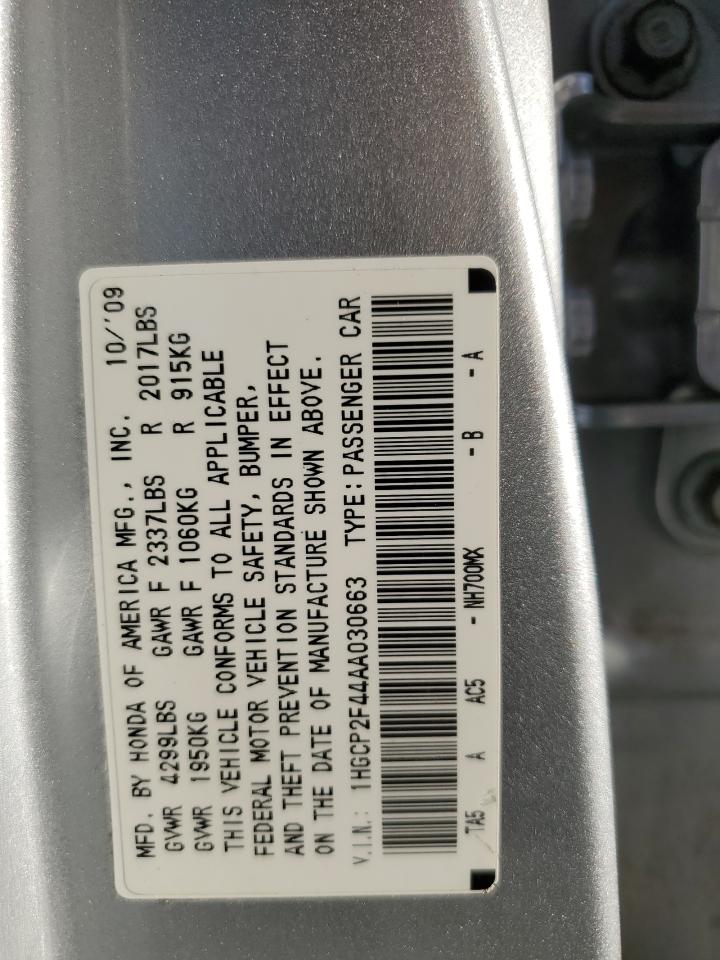 MFD. BY HONDA OF AMERICA MFG., INC. 10/"09
GVWR 4299LBS GAWR F 2337LBS R 2017LBS
GVWR 1950KG GAWR F 1060KG R 915KG
THIS VEHICLE CONFORMS TO ALL APPLICABLE
FEDERAL MOTOR VEHICLE SAFETY, BUMPER,
AND THEFT PREVENTION STANDARDS IN EFFECT
ON THE DATE OF MANUFACTURE SHOWN ABOVE.
V.I.N.: 1HGCP2F44AA030663 TYPE: PASSENGER CAR
TA5 A AC5 - NH700MX - B - A